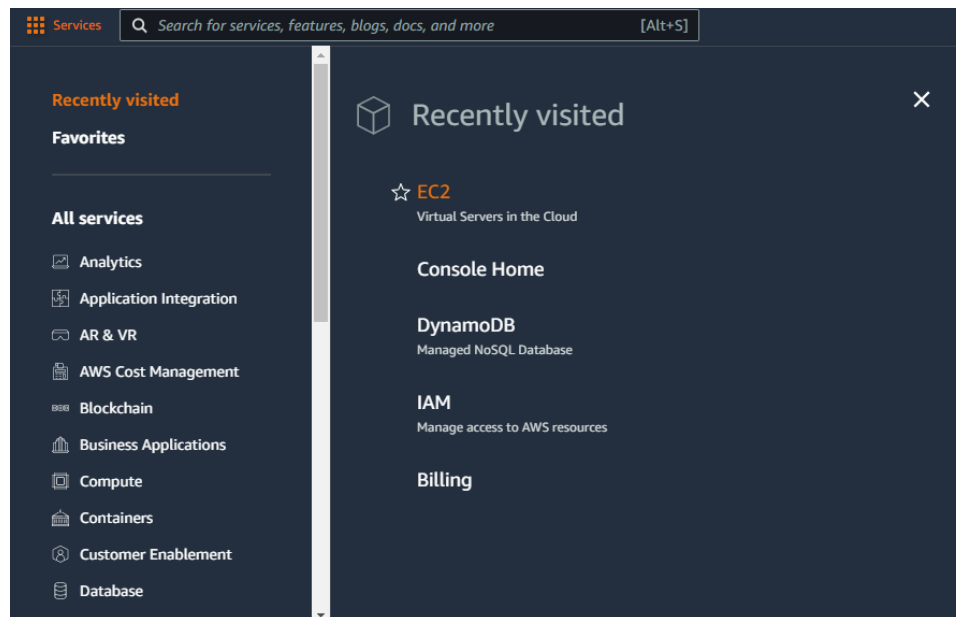 Services
Search for services, features, blogs, docs, and more [Alt+S]
Recently visited
Favorites
All services
Analytics
Application Integration
AR & VR
AWS Cost Management
Blockchain
Business Applications
Compute
Containers
Customer Enablement
Database
Recently visited
EC2
Virtual Servers in the Cloud
Console Home
DynamoDB
Managed NoSQL Database
IAM
Manage access to AWS resources
Billing